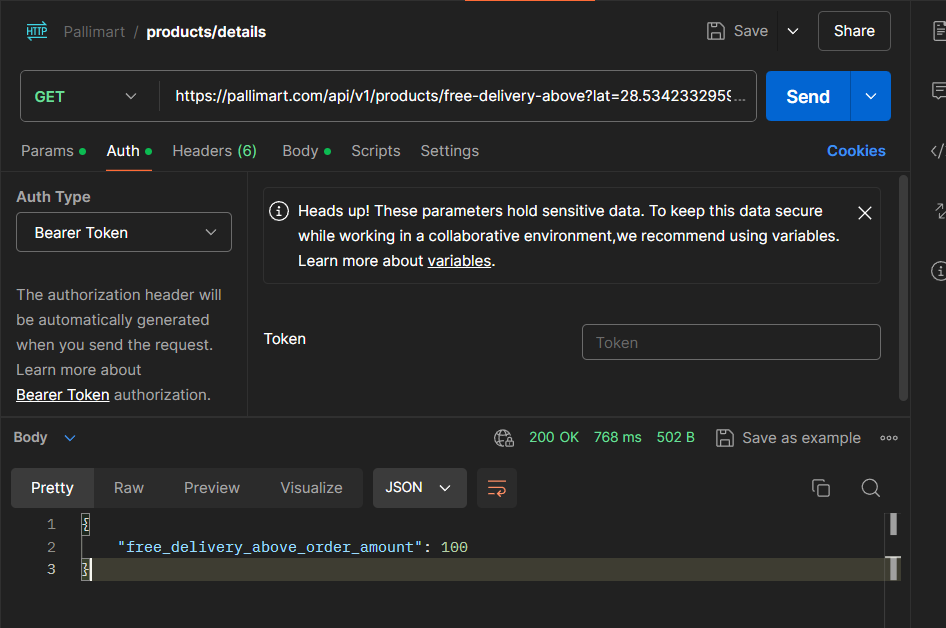 HTTP Pallimart / products/details Save Share
GET https://pallimart.com/api/v1/products/free-delivery-above?lat=28.5342332959... Send
Params Auth Headers (6) Body Scripts Settings Cookies
Auth Type
Bearer Token
The authorization header will
be automatically generated
when you send the request.
Learn more about
Bearer Token authorization.
Heads up! These parameters hold sensitive data. To keep this data secure
while working in a collaborative environment,we recommend using variables.
Learn more about variables.
Token Token
Body 200 OK 768 ms 502 B Save as example
Pretty Raw Preview Visualize JSON
1 {
2 "free_delivery_above_order_amount": 100
3 }